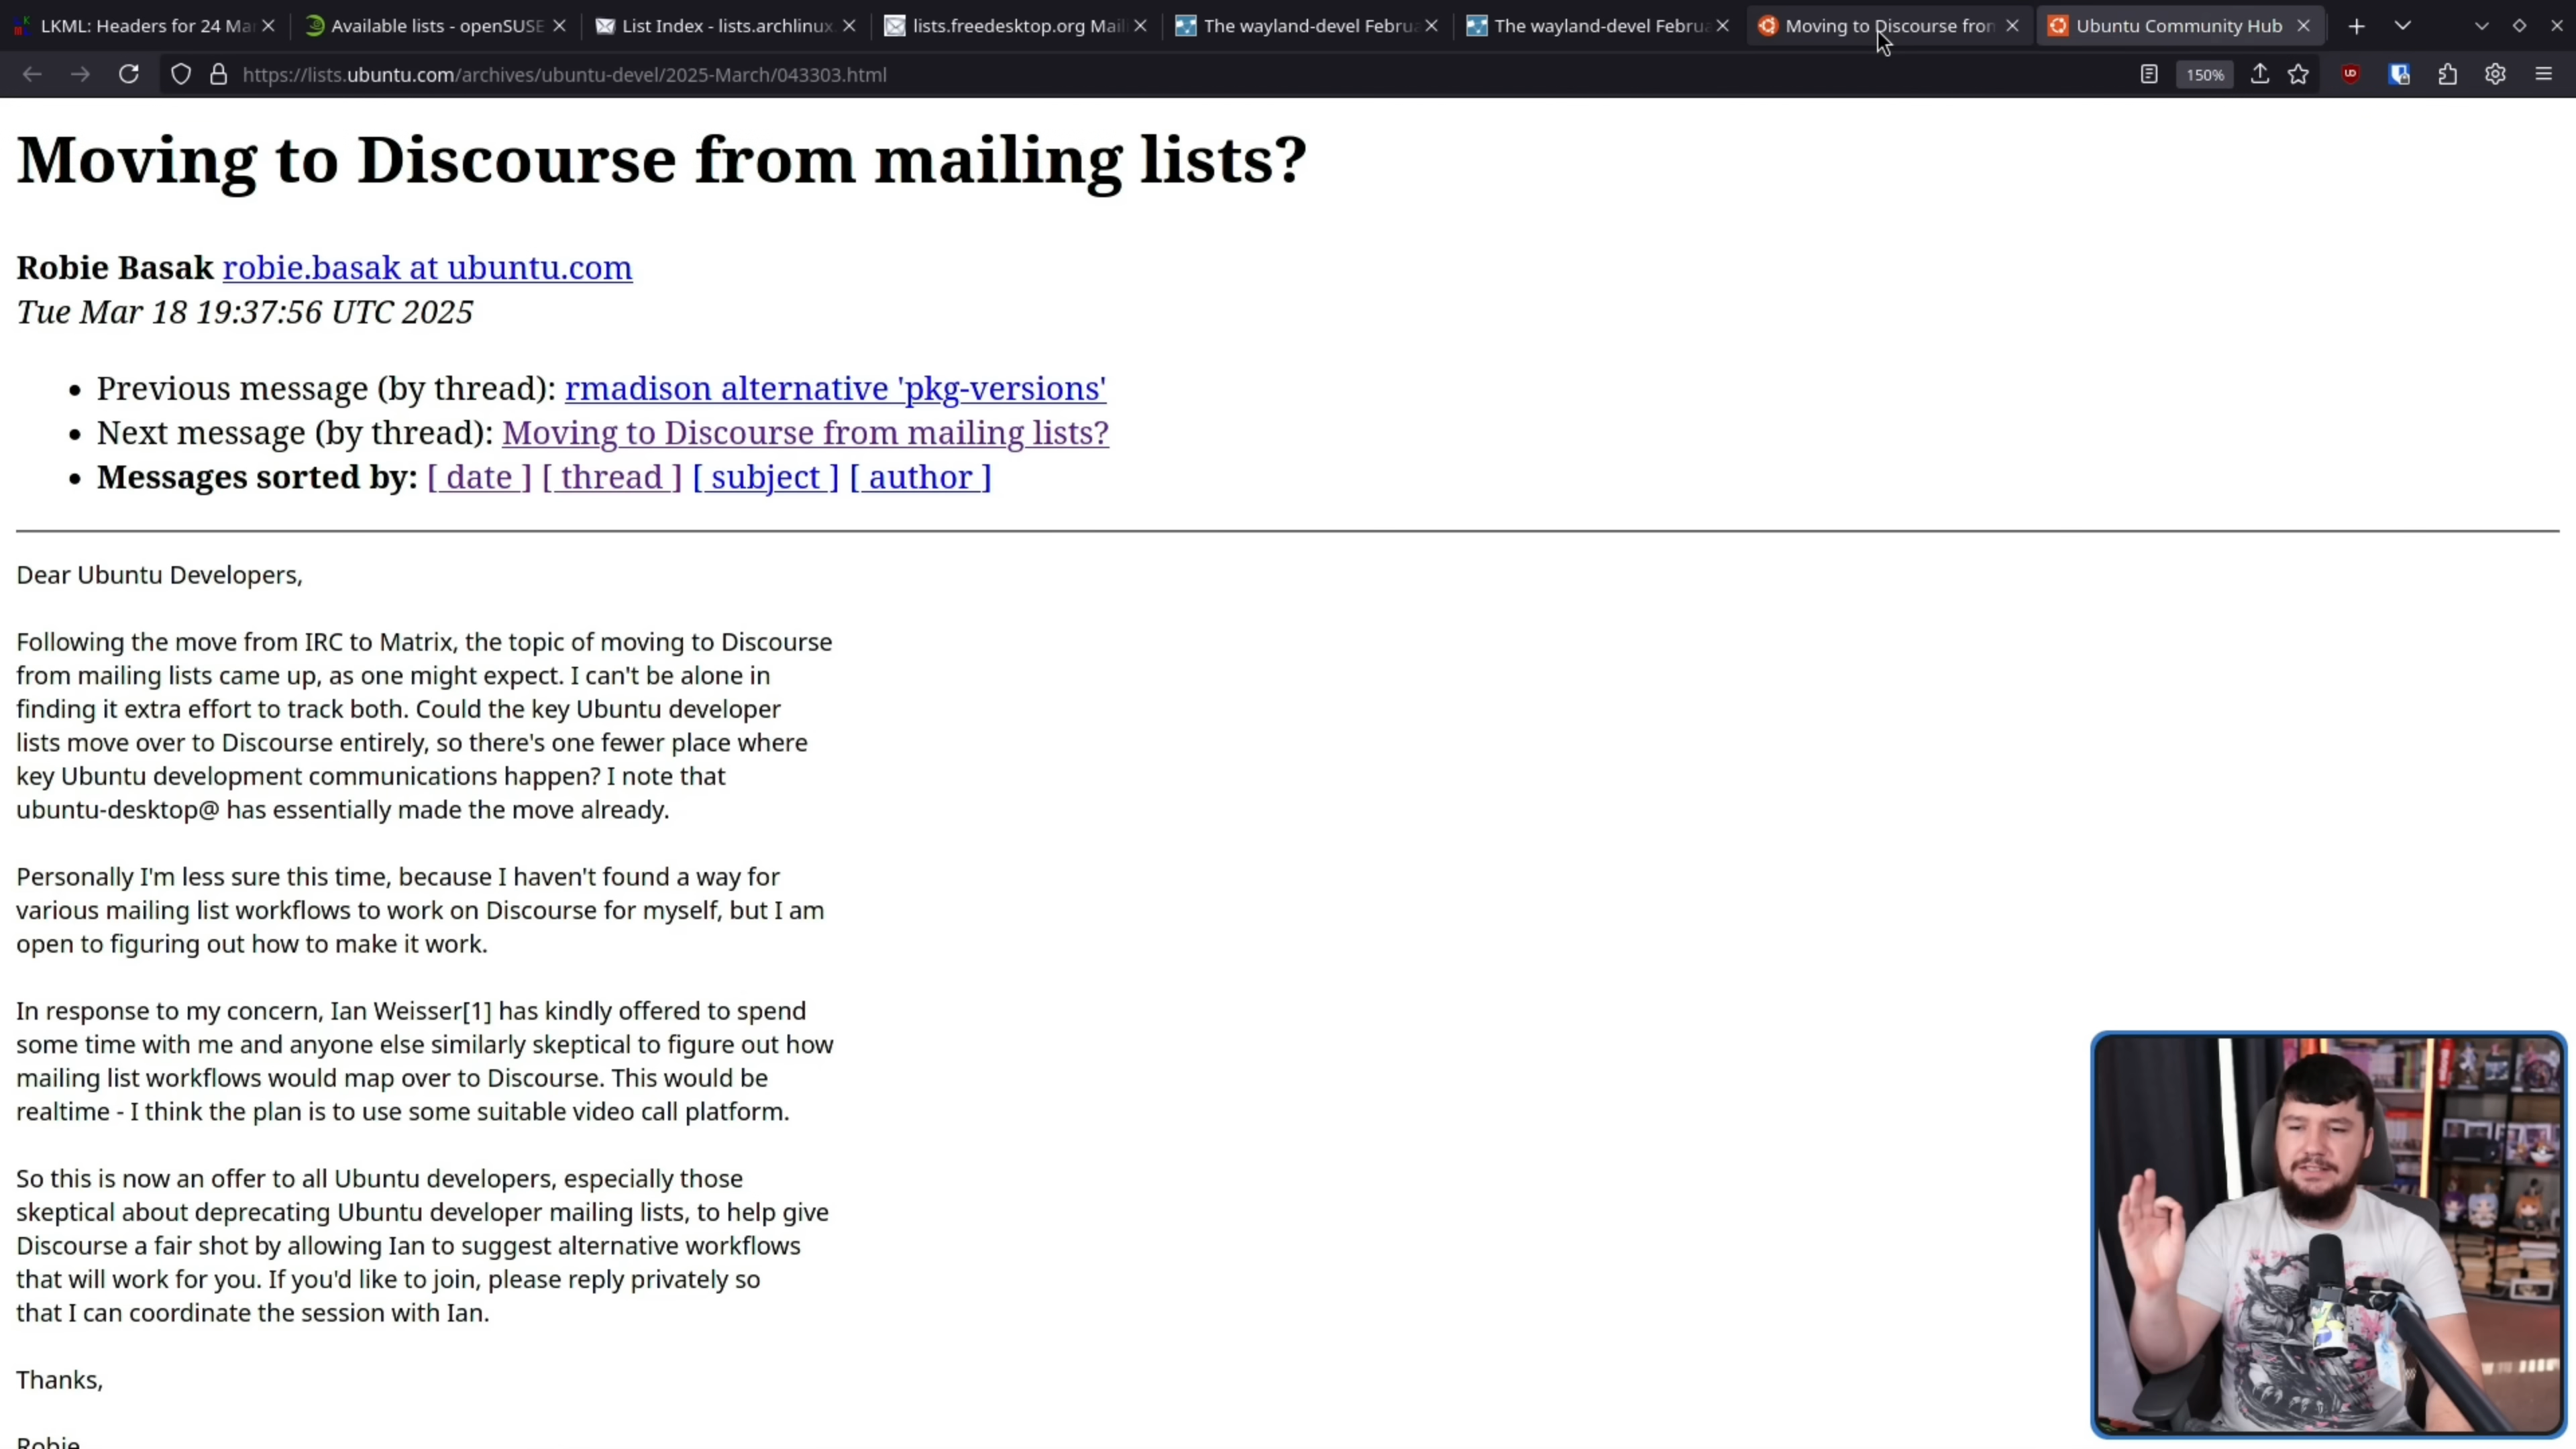 LKML: Headers for 24 Ma
Available lists - openSUSE
List Index - lists.archlinux.
lists.freedesktop.org Mail
The wayland-devel Februa
The wayland-devel Februa
Moving to Discourse fron
Ubuntu Community Hub
https://lists.ubuntu.com/archives/ubuntu-devel/2025-March/043303.html
150%
Moving to Discourse from mailing lists?
Robie Basak robie.basak at ubuntu.com
Tue Mar 18 19:37:56 UTC 2025
• Previous message (by thread): rmadison alternative 'pkg-versions'
• Next message (by thread): Moving to Discourse from mailing lists?
• Messages sorted by: [ date ] [ thread ] [ subject ] [ author ]
Dear Ubuntu Developers,
Following the move from IRC to Matrix, the topic of moving to Discourse
from mailing lists came up, as one might expect. I can't be alone in
finding it extra effort to track both. Could the key Ubuntu developer
lists move over to Discourse entirely, so there's one fewer place where
key Ubuntu development communications happen? I note that
ubuntu-desktop@ has essentially made the move already.
Personally I'm less sure this time, because I haven't found a way for
various mailing list workflows to work on Discourse for myself, but I am
open to figuring out how to make it work.
In response to my concern, Ian Weisser[1] has kindly offered to spend
some time with me and anyone else similarly skeptical to figure out how
mailing list workflows would map over to Discourse. This would be
realtime - I think the plan is to use some suitable video call platform.
So this is now an offer to all Ubuntu developers, especially those
skeptical about deprecating Ubuntu developer mailing lists, to help give
Discourse a fair shot by allowing Ian to suggest alternative workflows
that will work for you. If you'd like to join, please reply privately so
that I can coordinate the session with Ian.
Thanks,
Robie